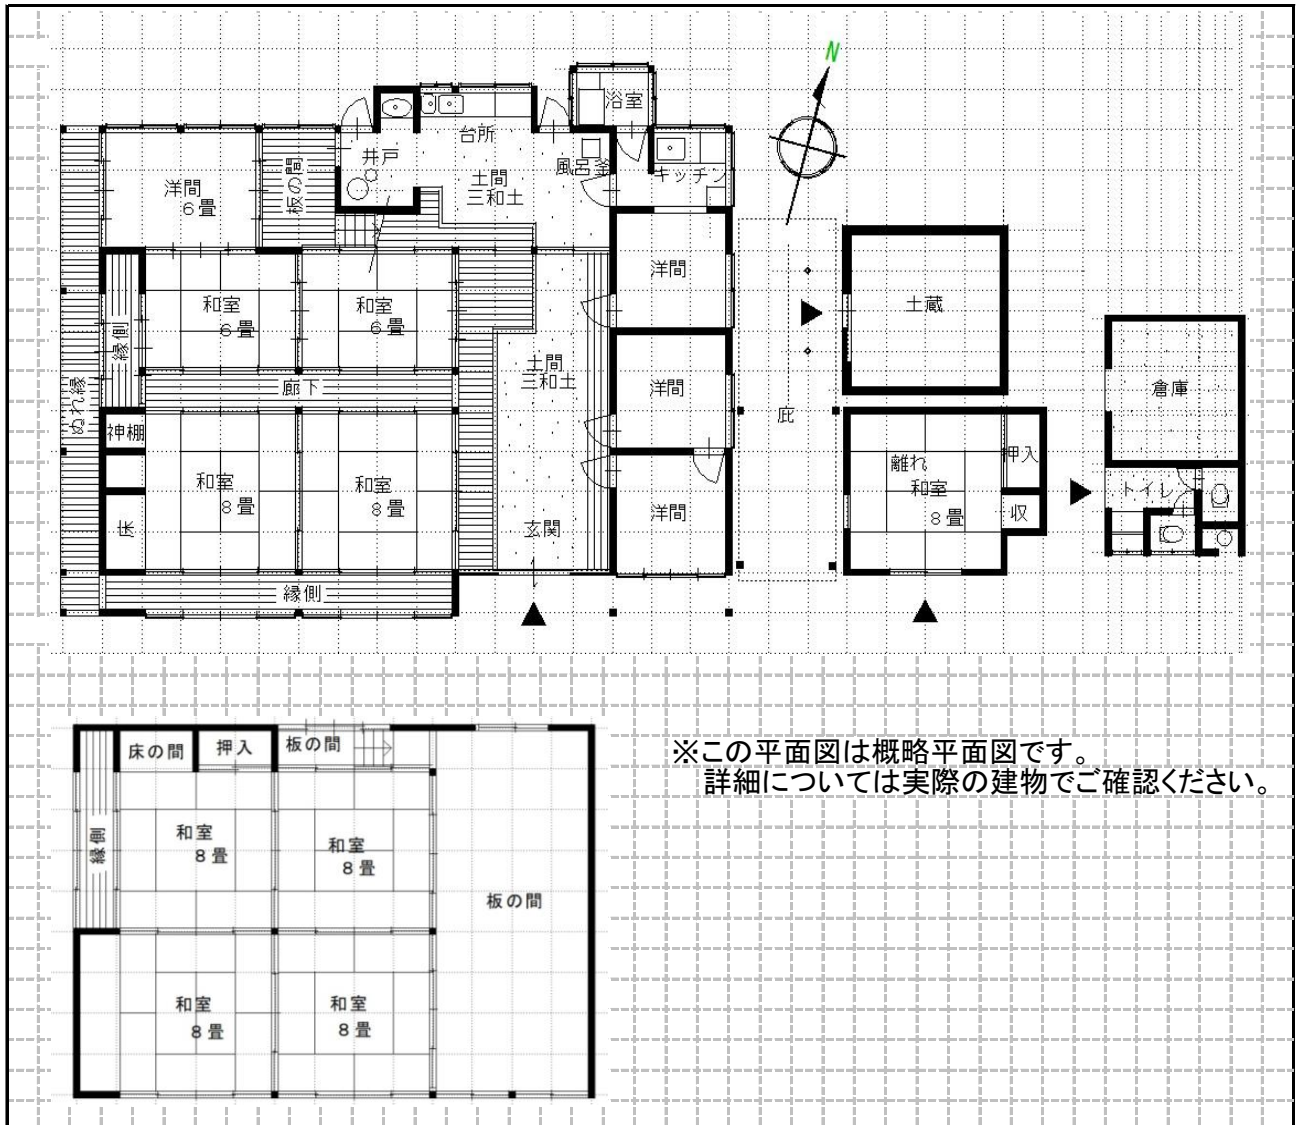 N
浴室
台所
井戸
風呂釜
キッチン
洋間
6畳
板の間
土間
三和土
洋間
和室
6畳
和室
6畳
縁側
土蔵
土間
三和土
廊下
洋間
ぬれ縁
倉庫
庇
神棚
和室
8畳
和室
8畳
離れ
和室
8畳
押入
トイレ
床
玄関
洋間
収
縁側
床の間
押入
板の間
和室
8畳
和室
8畳
縁側
板の間
和室
8畳
和室
8畳
※この平面図は概略平面図です。
詳細については実際の建物でご確認ください。